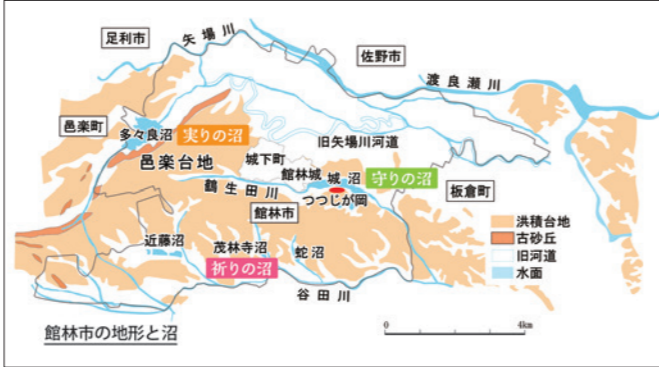 足利市
矢場川
佐野市
渡良瀬川
邑楽町
多々良沼
実りの沼
旧矢場川河道
邑楽台地
城下町
館林城
城沼
守りの沼
鶴生田川
つつじが岡
板倉町
館林市
近藤沼
茂林寺沼
蛇沼
祈りの沼
谷田川
洪積台地
古砂丘
旧河道
水面
0
4km
館林市の地形と沼